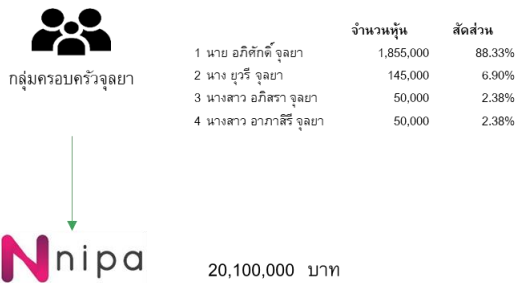 จำนวนหุ้น สัดส่วน
1 นาย อภิศักดิ์ จุลยา 1,855,000 88.33%
2 นาง ยุวรี จุลยา 145,000 6.90%
3 นางสาว อภิสรา จุลยา 50,000 2.38%
4 นางสาว อาภาสิรี จุลยา 50,000 2.38%
กลุ่มครอบครัวจุลยา
Nnipa
20,100,000 บาท